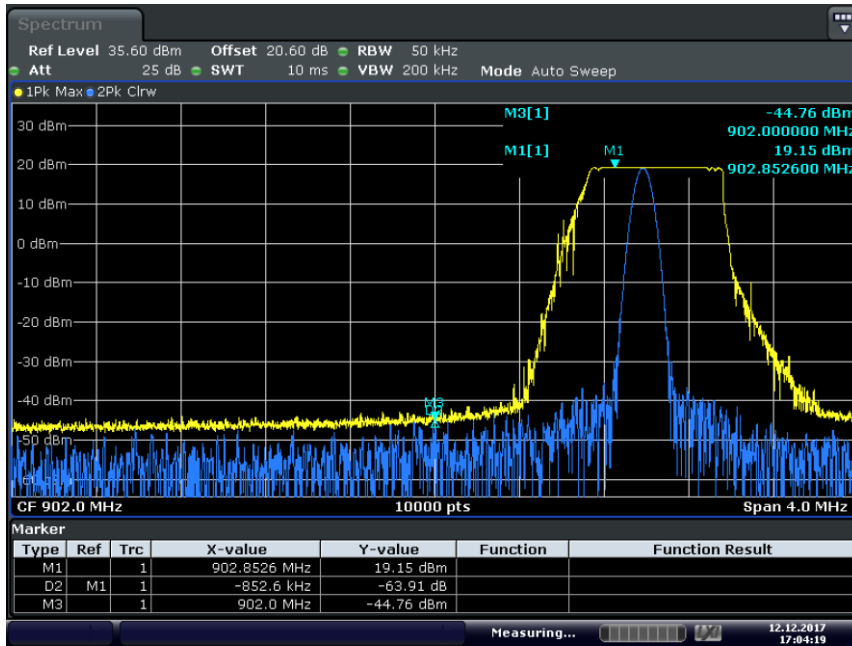 Spectrum
Ref Level 35.60 dBm Offset 20.60 dB RBW 50 kHz
Att 25 dB SWT 10 ms VBW 200 kHz Mode Auto Sweep
1Pk Max 2Pk Clrw
M3[1] -44.76 dBm
902.000000 MHz
M1[1] 19.15 dBm
902.852600 MHz
M1
30 dBm
20 dBm
10 dBm
0 dBm
-10 dBm
-20 dBm
-30 dBm
-40 dBm
M3
-50 dBm
CF 902.0 MHz 10000 pts Span 4.0 MHz
Marker
Type Ref Trc X-value Y-value Function Function Result
M1 1 902.8526 MHz 19.15 dBm
D2 M1 1 -852.6 kHz -63.91 dB
M3 1 902.0 MHz -44.76 dBm
Measuring... 12.12.2017
17:04:19